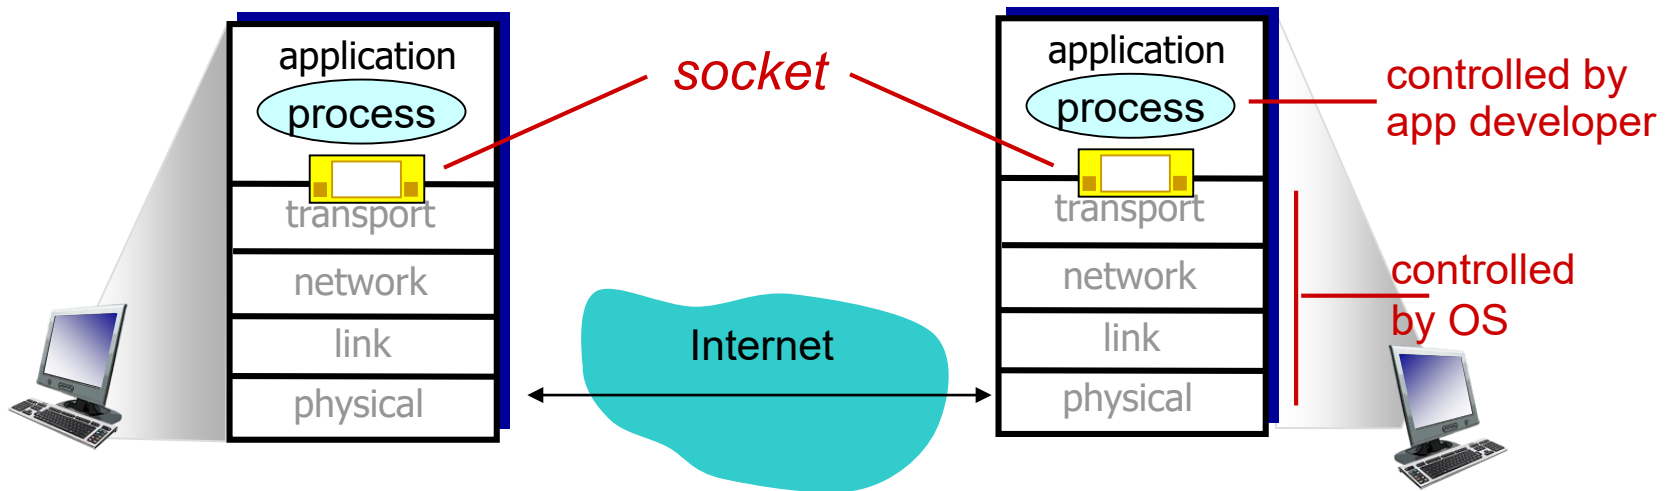 application
process
transport
network
link
physical
socket
Internet
application
process
transport
network
link
physical
controlled by
app developer
controlled
by OS